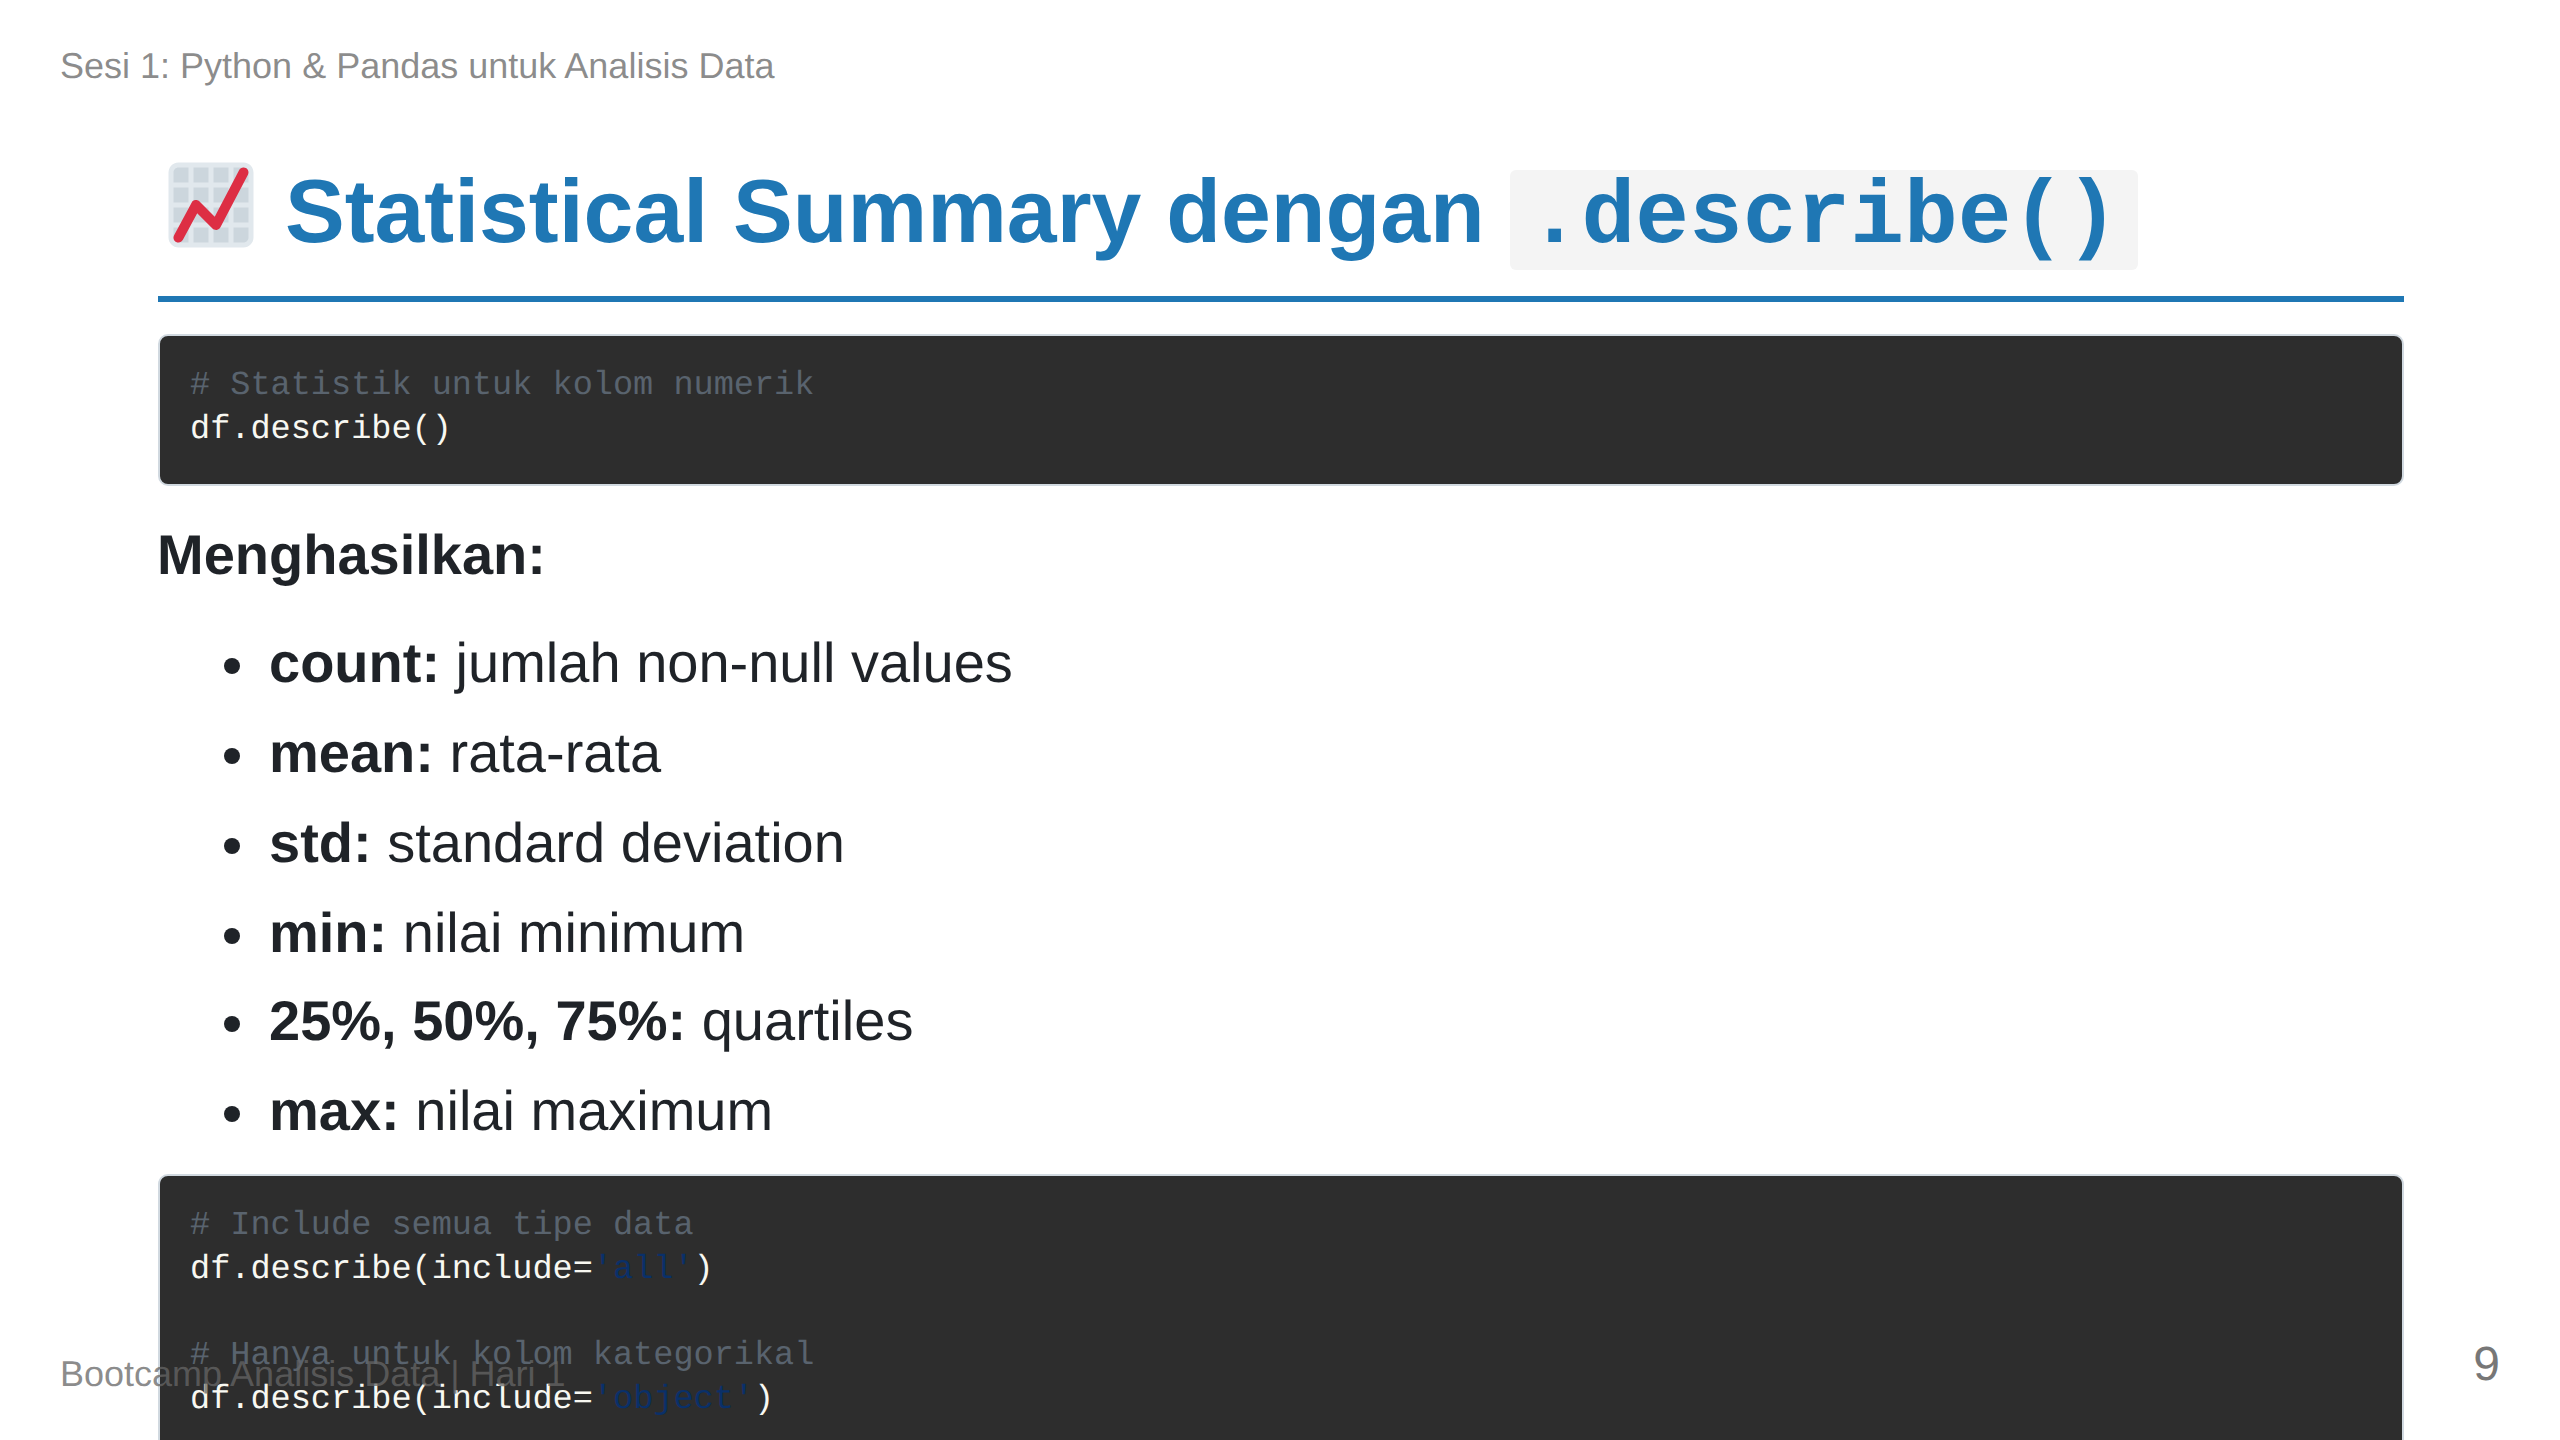 Sesi 1: Python & Pandas untuk Analisis Data
Statistical Summary dengan .describe()
# Statistik untuk kolom numerik
df.describe()
Menghasilkan:
• count: jumlah non-null values
• mean: rata-rata
• std: standard deviation
• min: nilai minimum
• 25%, 50%, 75%: quartiles
• max: nilai maximum
# Include semua tipe data
df.describe(include='all')
# Hanya untuk kolom kategorikal
df.describe(include='object')
Bootcamp Analisis Data | Hari 1
9